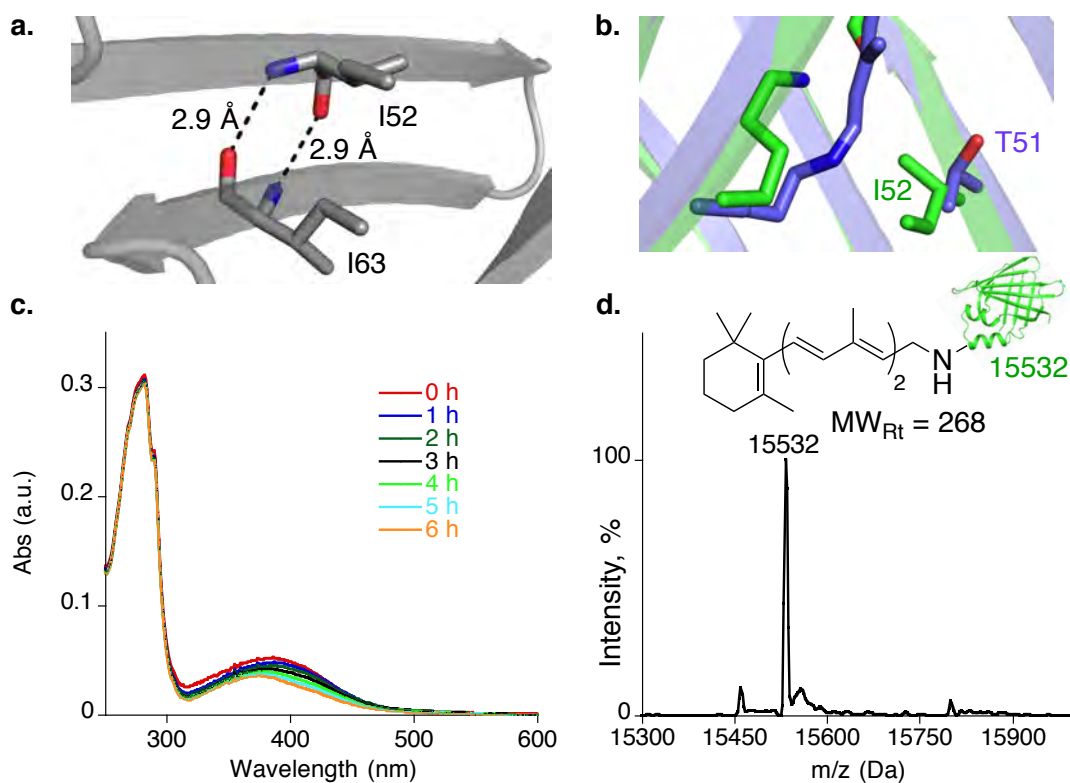 a.
2.9 Å
I52
2.9 Å
I63
b.
T51
I52
c.
0.3
0.2
0.1
0
Abs (a.u.)
300
400
500
600
Wavelength (nm)
0 h
1 h
2 h
3 h
4 h
5 h
6 h
d.
2
N
H
15532
MWRt = 268
15532
100
0
Intensity, %
15300
15450
15600
15750
15900
m/z (Da)